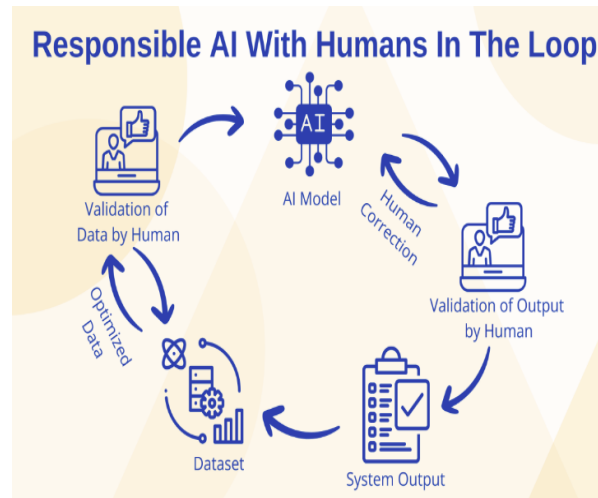 Responsible AI With Humans In The Loop
AI
AI Model
Validation of
Data by Human
Human
Correction
Validation of Output
by Human
Optimized
Data
Dataset
System Output